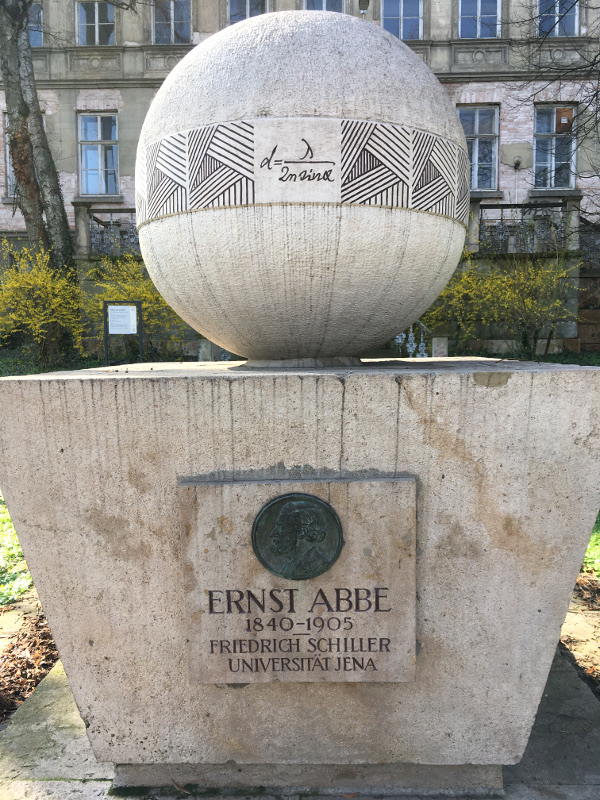 d = λ / 2n sin α
ERNST ABBE
1840-1905
FRIEDRICH SCHILLER
UNIVERSITÄT JENA